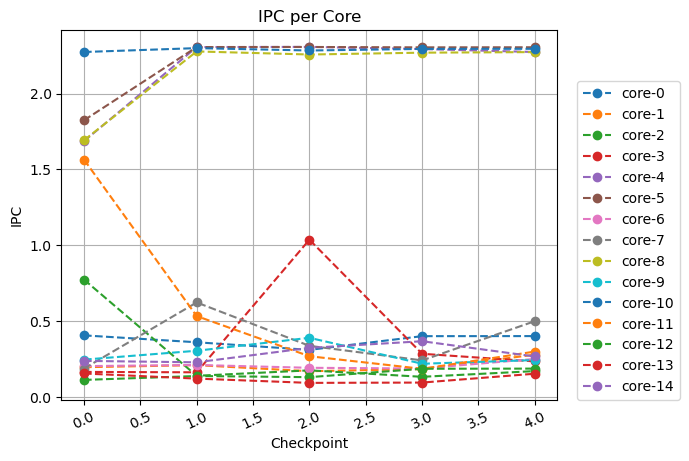 IPC per Core
IPC
2.0
1.5
1.0
0.5
0.0
0.0
0.5
1.0
1.5
2.0
2.5
3.0
3.5
4.0
Checkpoint
core-0
core-1
core-2
core-3
core-4
core-5
core-6
core-7
core-8
core-9
core-10
core-11
core-12
core-13
core-14